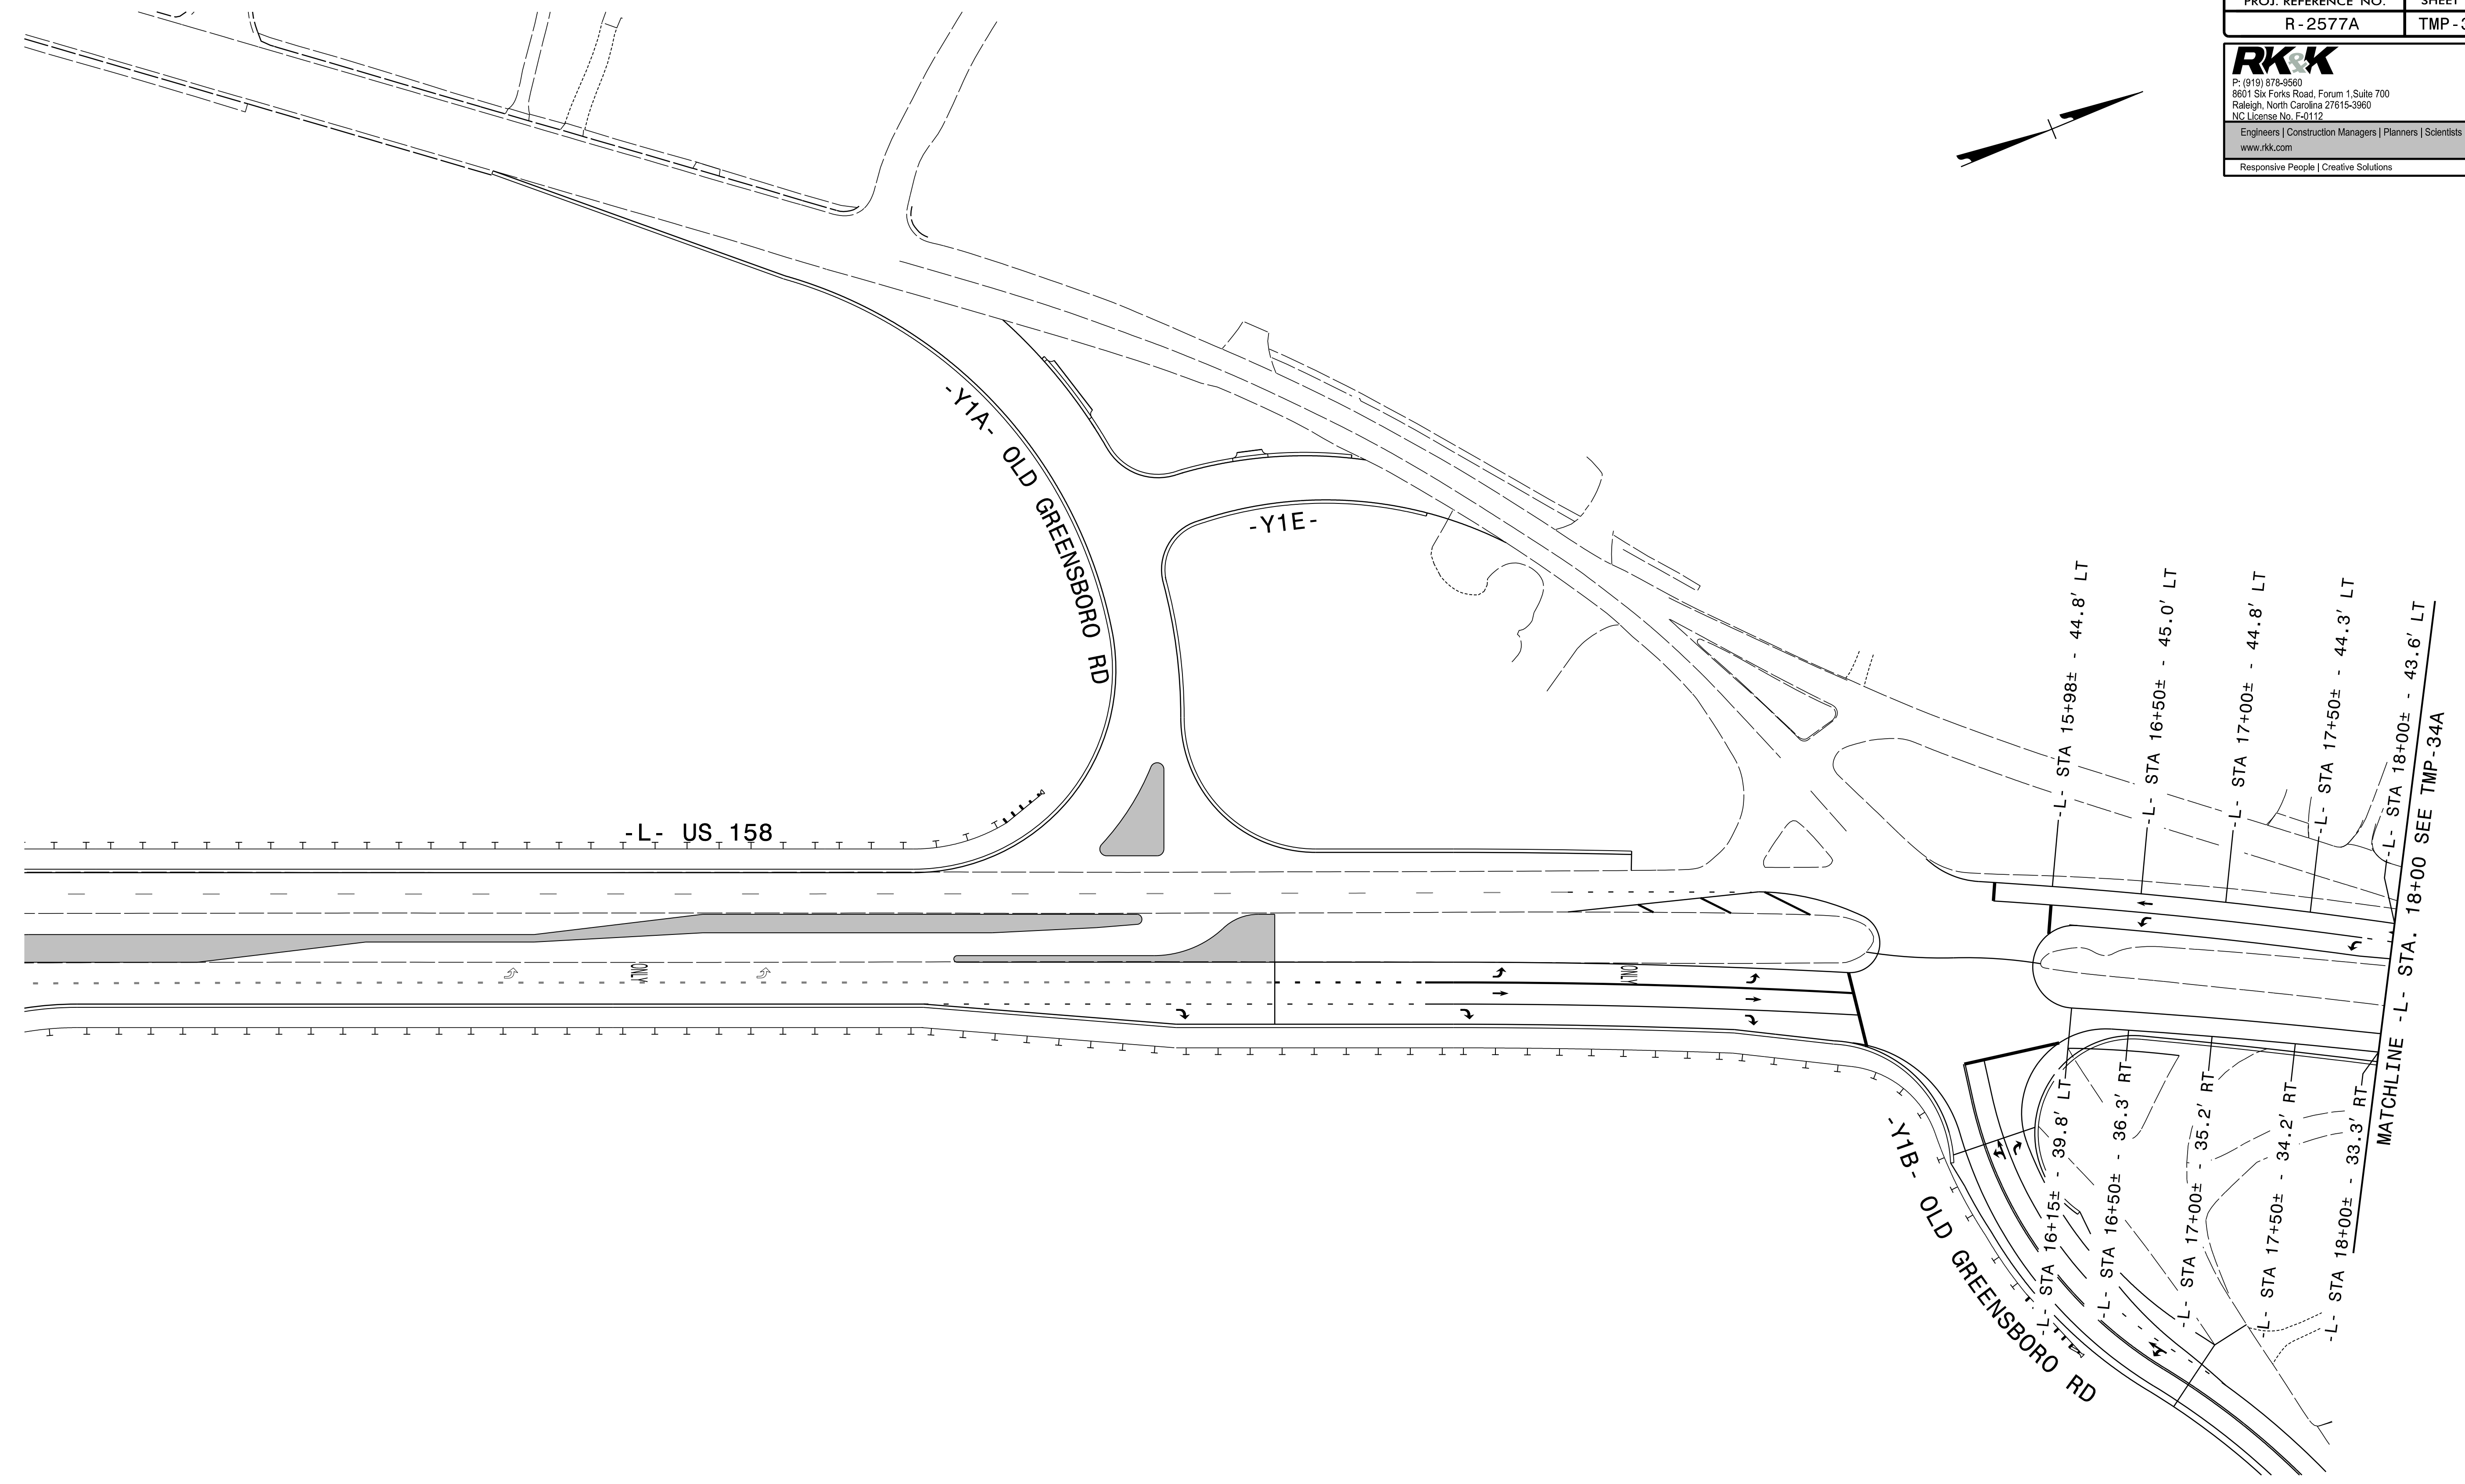 PROJ. REFERENCE NO.
SHEET
R-2577A
TMP-3
RK&K
P: (919) 878-9560
8601 Six Forks Road, Forum 1,Suite 700
Raleigh, North Carolina 27615-3960
NC License No. F-0112
Engineers | Construction Managers | Planners | Scientists
www.rkk.com
Responsive People | Creative Solutions
-Y1A- OLD GREENSBORO RD
-Y1E-
-L- US 158
-L- STA 15+98± - 44.8' LT
-L- STA 16+50± - 45.0' LT
-L- STA 17+00± - 44.8' LT
-L- STA 17+50± - 44.3' LT
-L- STA 18+00± - 43.6' LT
MATCHLINE -L- STA. 18+00 SEE TMP-34A
ONLY
ONLY
-Y1B- OLD GREENSBORO RD
-L- STA 16+15± - 39.8' LT
-L- STA 16+50± - 36.3' RT
-L- STA 17+00± - 35.2' RT
-L- STA 17+50± - 34.2' RT
-L- STA 18+00± - 33.3' RT